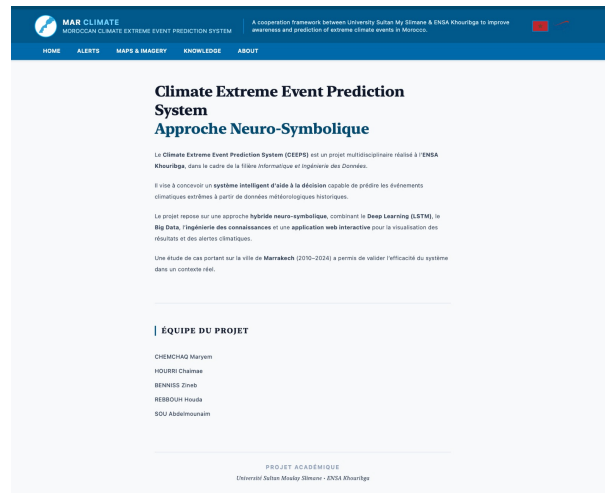 MAR CLIMATE
MOROCCAN CLIMATE EXTREME EVENT PREDICTION SYSTEM
A cooperation framework between University Sultan My Slimane & ENSA Khouribga to improve
awareness and prediction of extreme climate events in Morocco.
HOME ALERTS MAPS & IMAGERY KNOWLEDGE ABOUT
Climate Extreme Event Prediction
System
Approche Neuro-Symbolique
Le Climate Extreme Event Prediction System (CEEPS) est un projet multidisciplinaire réalisé à l'ENSA
Khouribga, dans le cadre de la filière Informatique et Ingénierie des Données.
Il vise à concevoir un système intelligent d'aide à la décision capable de prédire les événements
climatiques extrêmes à partir de données météorologiques historiques.
Le projet repose sur une approche hybride neuro-symbolique, combinant le Deep Learning (LSTM), le
Big Data, l'ingénierie des connaissances et une application web interactive pour la visualisation des
résultats et des alertes climatiques.
Une étude de cas portant sur la ville de Marrakech (2010–2024) a permis de valider l'efficacité du système
dans un contexte réel.
ÉQUIPE DU PROJET
CHEMCHAQ Maryem
HOURRI Chaimae
BENNISS Zineb
REBBOUH Houda
SOU Abdelmounaim
PROJET ACADÉMIQUE
Université Sultan Moulay Slimane - ENSA Khouribga